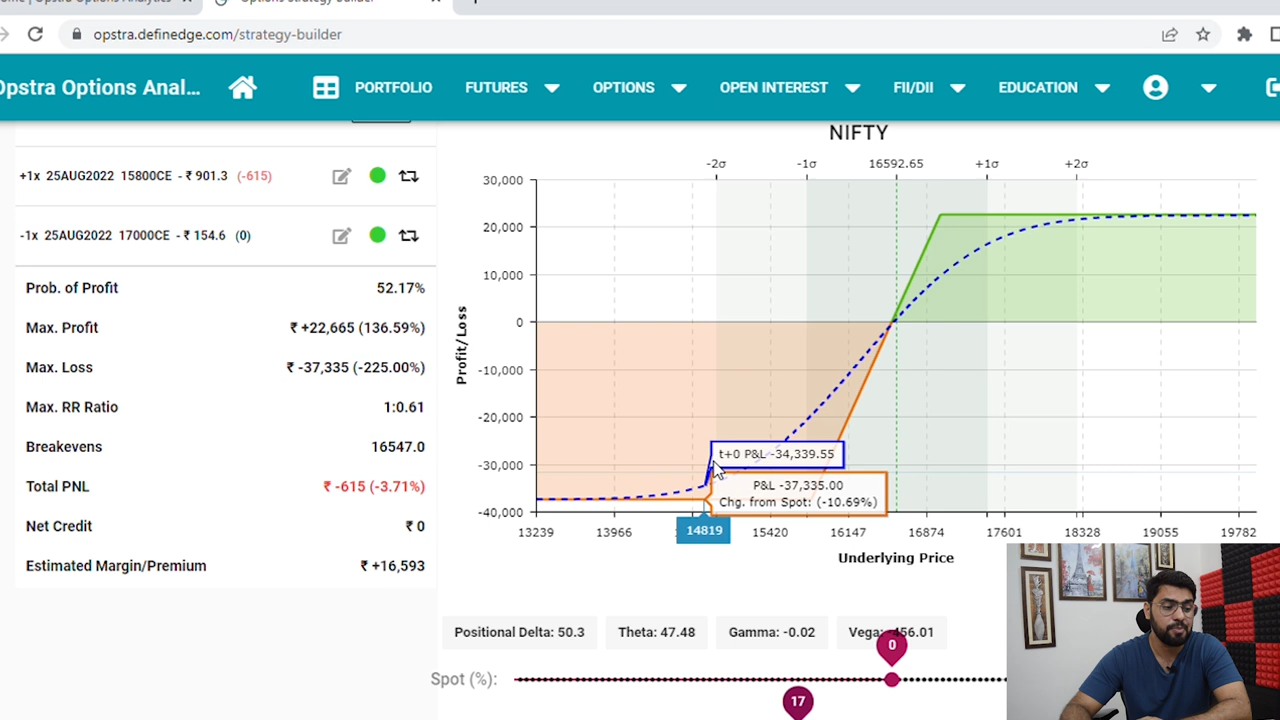 opstra.definedge.com/strategy-builder
Opstra Options Anal... PORTFOLIO FUTURES OPTIONS OPEN INTEREST FII/DII EDUCATION
+1x 25AUG2022 15800CE - ₹ 901.3 (-615)
-1x 25AUG2022 17000CE - ₹ 154.6 (0)
Prob. of Profit 52.17%
Max. Profit ₹ +22,665 (136.59%)
Max. Loss ₹ -37,335 (-225.00%)
Max. RR Ratio 1:0.61
Breakevens 16547.0
Total PNL ₹ -615 (-3.71%)
Net Credit ₹ 0
Estimated Margin/Premium ₹ +16,593
NIFTY
-2σ -1σ 16592.65 +1σ +2σ
30,000
20,000
10,000
0
-10,000
-20,000
-30,000
-40,000
Profit/Loss
t+0 P&L -34,339.55
P&L -37,335.00
Chg. from Spot: (-10.69%)
14819
13239 13966 15420 16147 16874 17601 18328 19055 19782
Underlying Price
Positional Delta: 50.3 Theta: 47.48 Gamma: -0.02 Vega: -456.01
0
Spot (%):
17